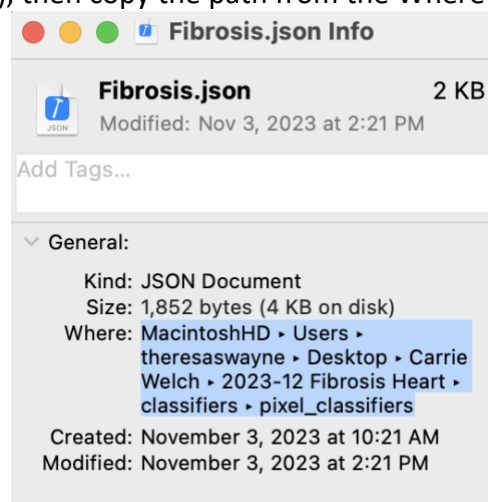 ), then copy the path from the Where
Fibrosis.json Info
Fibrosis.json 2 KB
Modified: Nov 3, 2023 at 2:21 PM
JSON
Add Tags...
General:
Kind: JSON Document
Size: 1,852 bytes (4 KB on disk)
Where: MacintoshHD ‣ Users ‣
theresaswayne ‣ Desktop ‣ Carrie
Welch ‣ 2023-12 Fibrosis Heart ‣
classifiers ‣ pixel_classifiers
Created: November 3, 2023 at 10:21 AM
Modified: November 3, 2023 at 2:21 PM